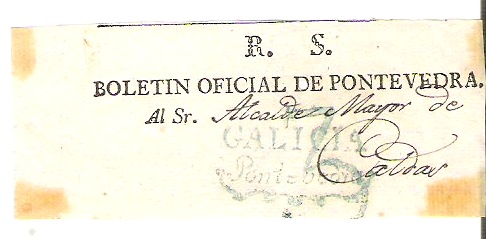 R. S.
BOLETIN OFICIAL DE PONTEVEDRA.
Al Sr. Alcalde Mayor de
GALICIA
Pontevedra
Caldas